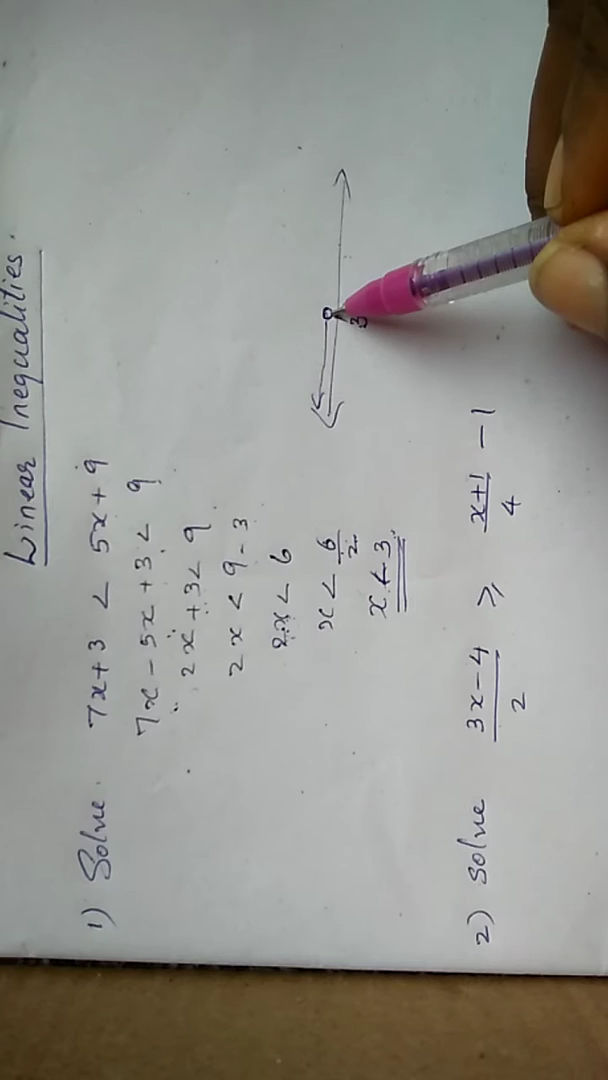 Linear Inequalities.
1) Solve. 7x+3 < 5x+9
7x-5x+3 < 9
2x+3 < 9
2x < 9-3
2x < 6
x < 6/2
x < 3
3
2) Solve (3x-4)/2 ≥ (x+1)/4 - 1